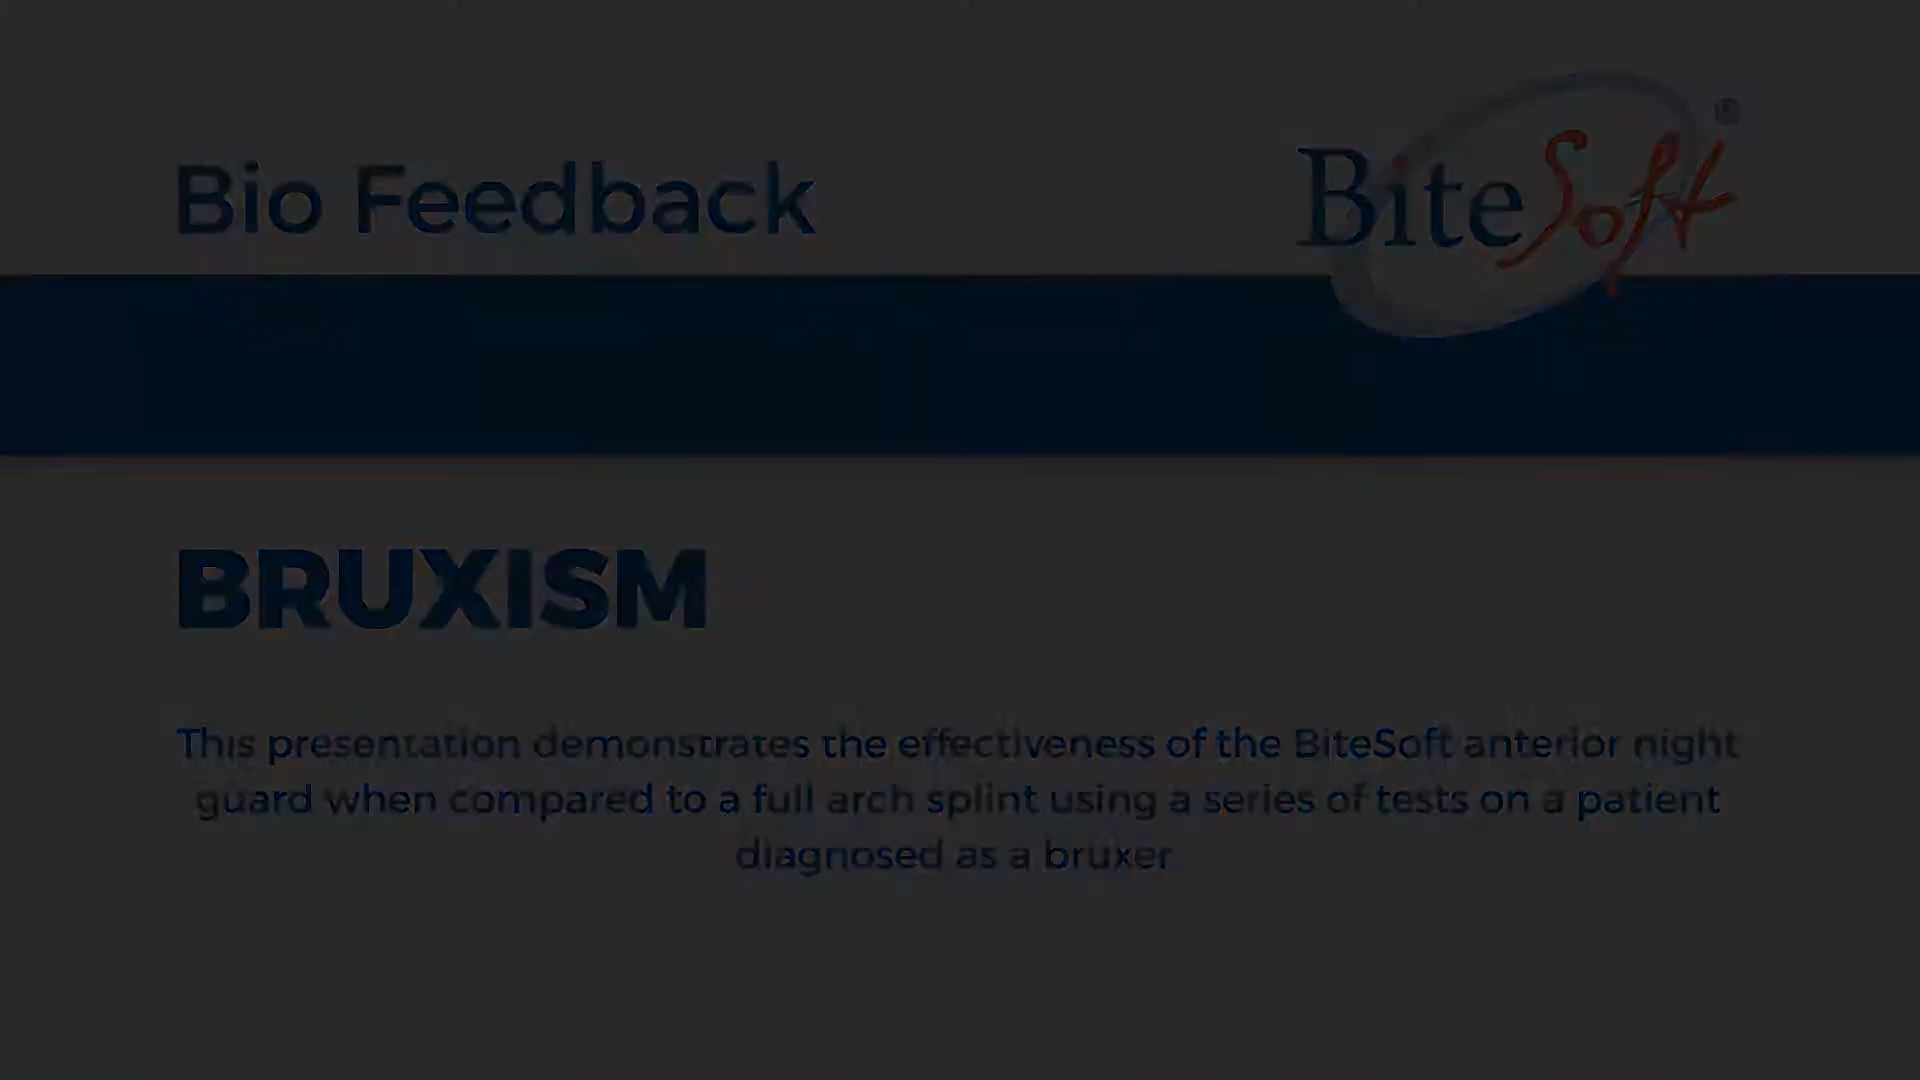 Bio Feedback
BiteSoft®
BRUXISM
This presentation demonstrates the effectiveness of the BiteSoft anterior night
guard when compared to a full arch splint using a series of tests on a patient
diagnosed as a bruxer